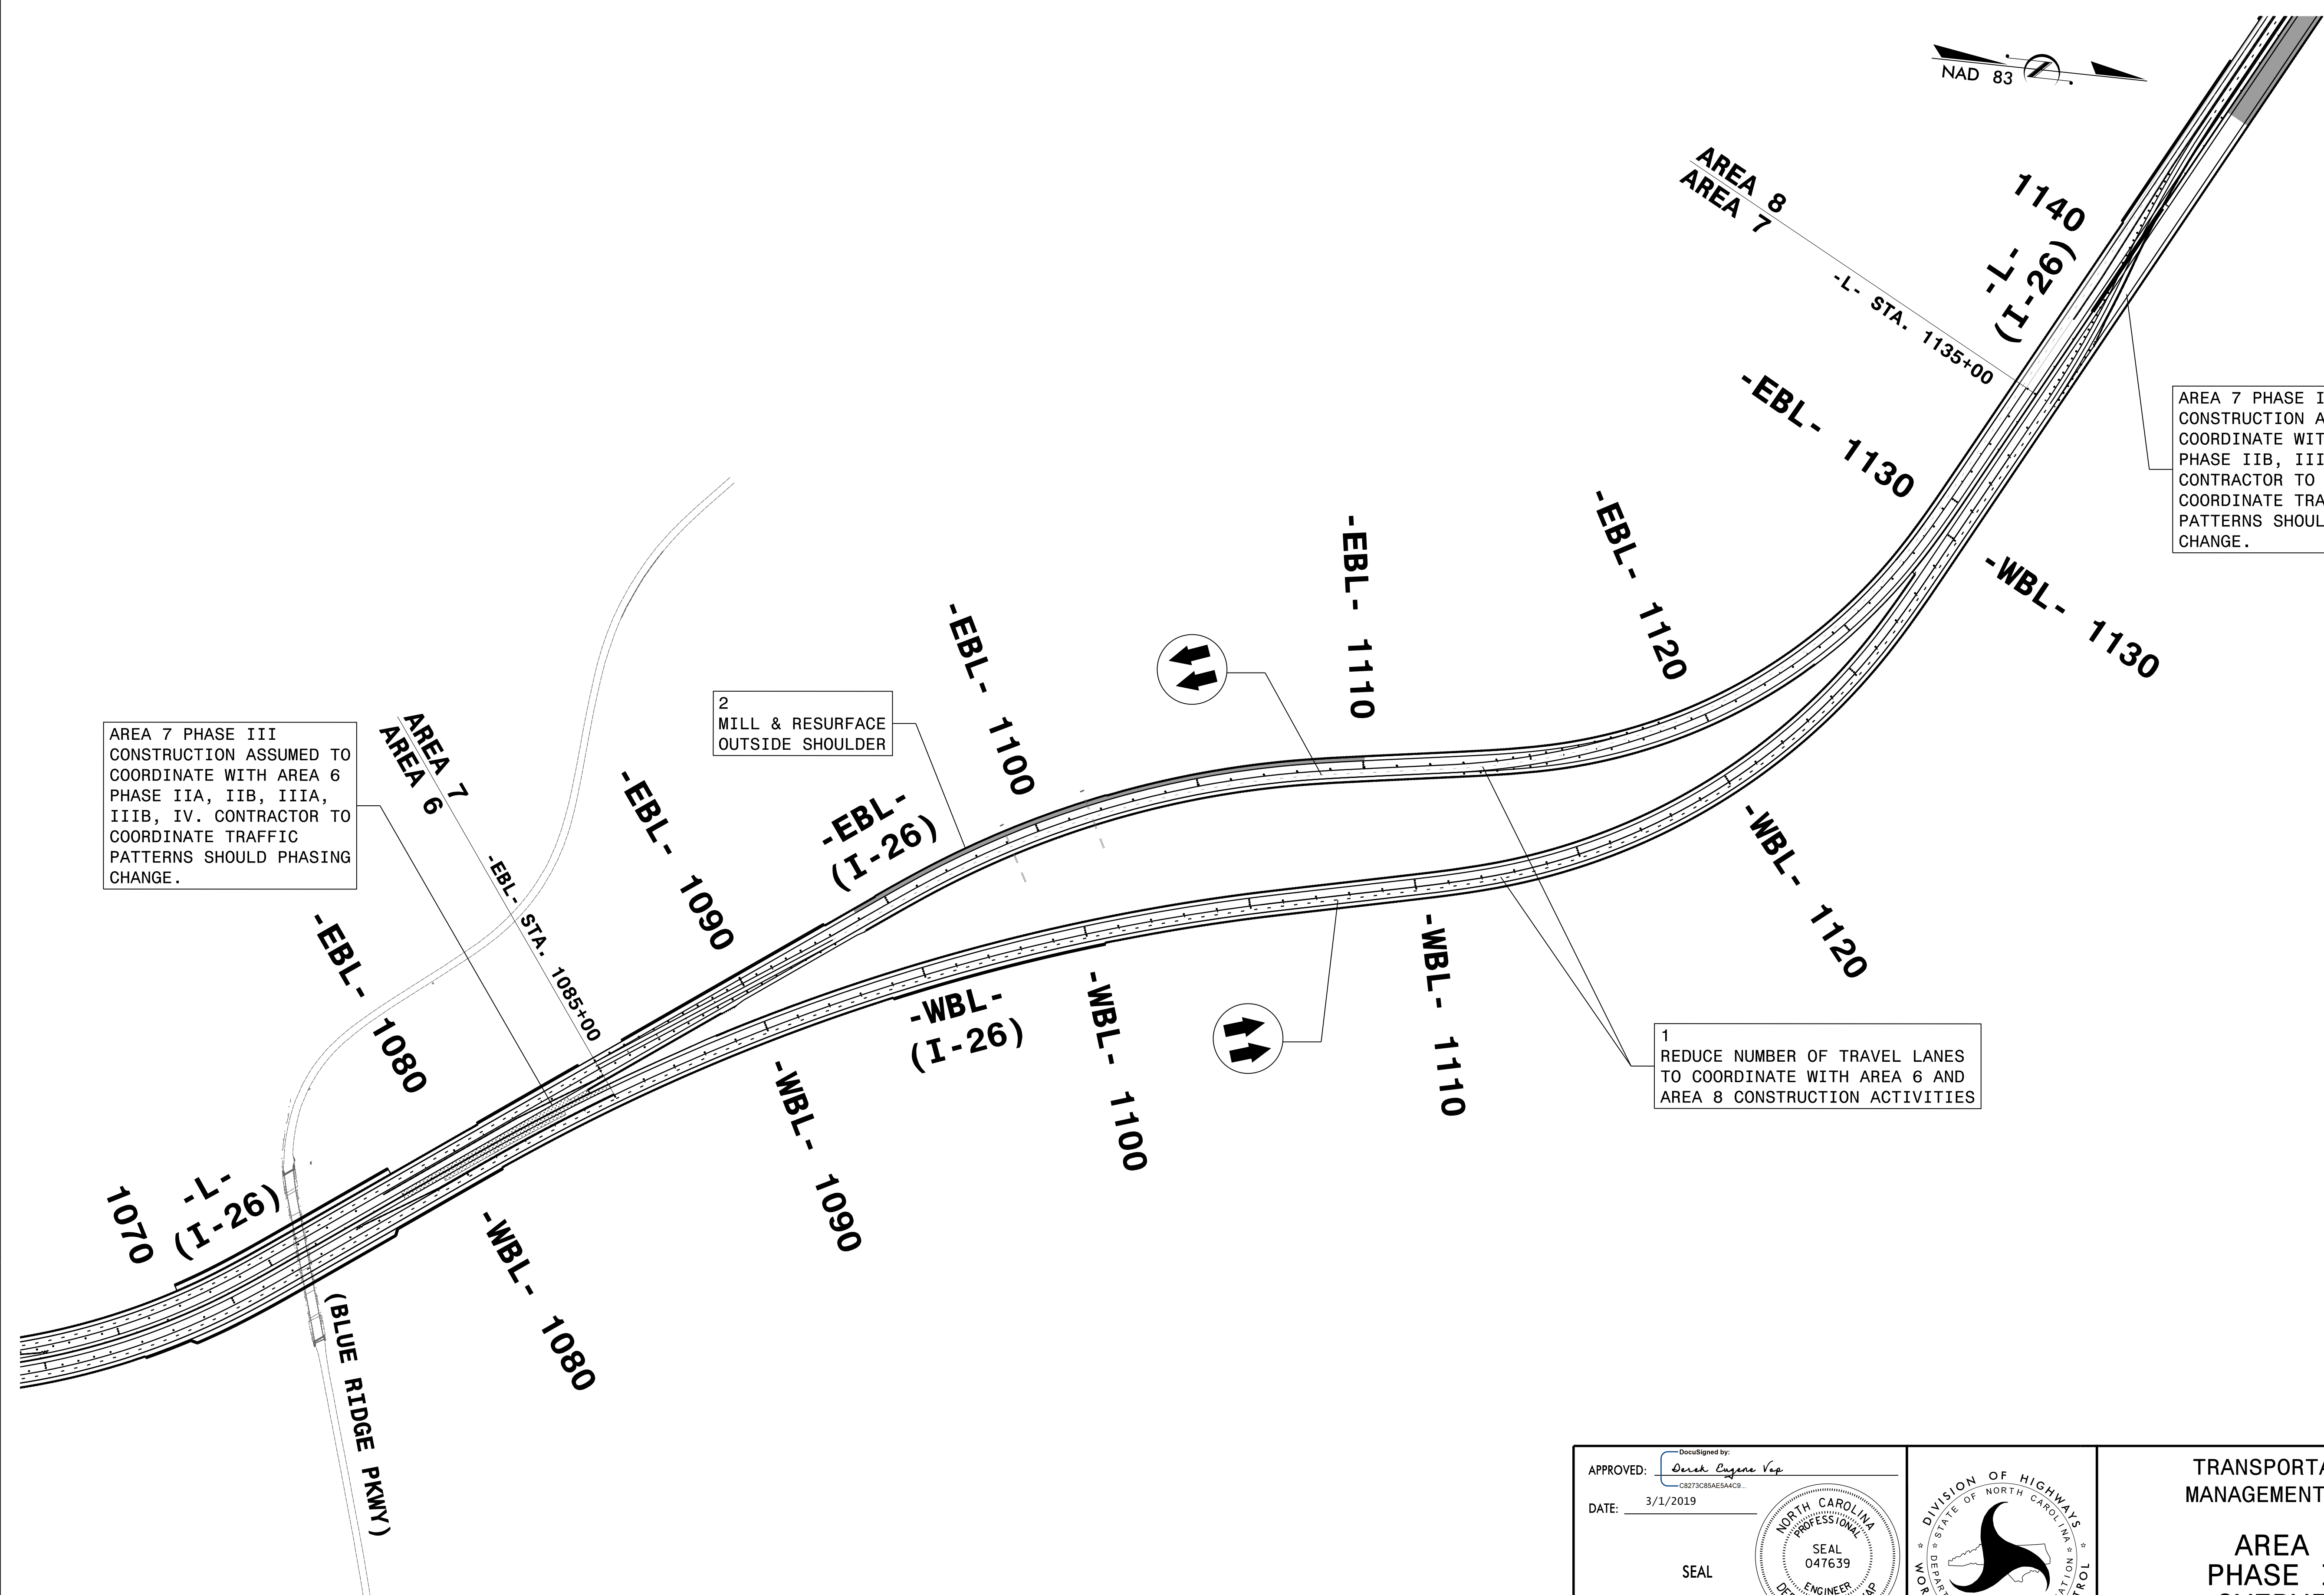 NAD 83
AREA 8
AREA 7
-L- STA. 1135+00
1140
-L-
(I-26)
AREA 7 PHASE
CONSTRUCTION
COORDINATE
PHASE IIB,
CONTRACTOR TO
COORDINATE
PATTERNS
CHANGE.
-EBL- 1130
-WBL- 1130
-EBL- 1120
-EBL- 1110
-EBL- 1100
2
MILL & RESURFACE
OUTSIDE SHOULDER
AREA 7 PHASE III
CONSTRUCTION ASSUMED TO
COORDINATE WITH AREA 6
PHASE IIA, IIB, IIIA,
IIIB, IV. CONTRACTOR TO
COORDINATE TRAFFIC
PATTERNS SHOULD PHASING
CHANGE.
AREA 7
AREA 6
-EBL- STA. 1085+00
-EBL- 1090
-EBL-
(I-26)
-EBL- 1080
-WBL-
(I-26)
-WBL- 1100
-WBL- 1110
-WBL- 1120
1
REDUCE NUMBER OF TRAVEL LANES
TO COORDINATE WITH AREA 6 AND
AREA 8 CONSTRUCTION ACTIVITIES
-WBL- 1090
-WBL- 1080
1070
-L-
(I-26)
(BLUE RIDGE PKWY)
DocuSigned by:
APPROVED: Derek Eugene
C8273C85AE5A4C9...
DATE: 3/1/2019
SEAL
NORTH CAROLINA
PROFESSIONAL
SEAL
047639
ENGINEER
DIVISION OF HIGHWAYS
STATE OF NORTH CAROLINA
MANAGEMENT
AREA
PHASE